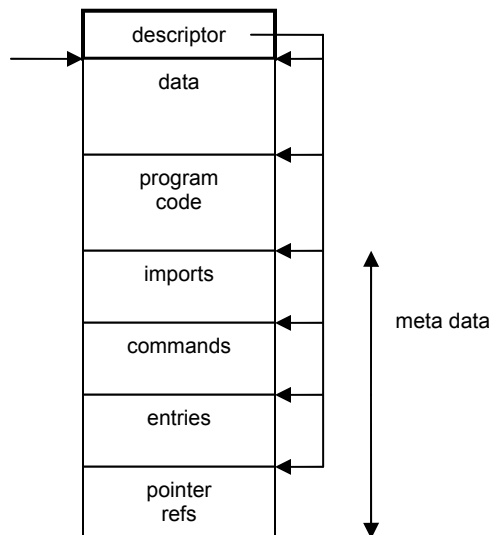 descriptor
data
program
code
imports
meta data
commands
entries
pointer
refs